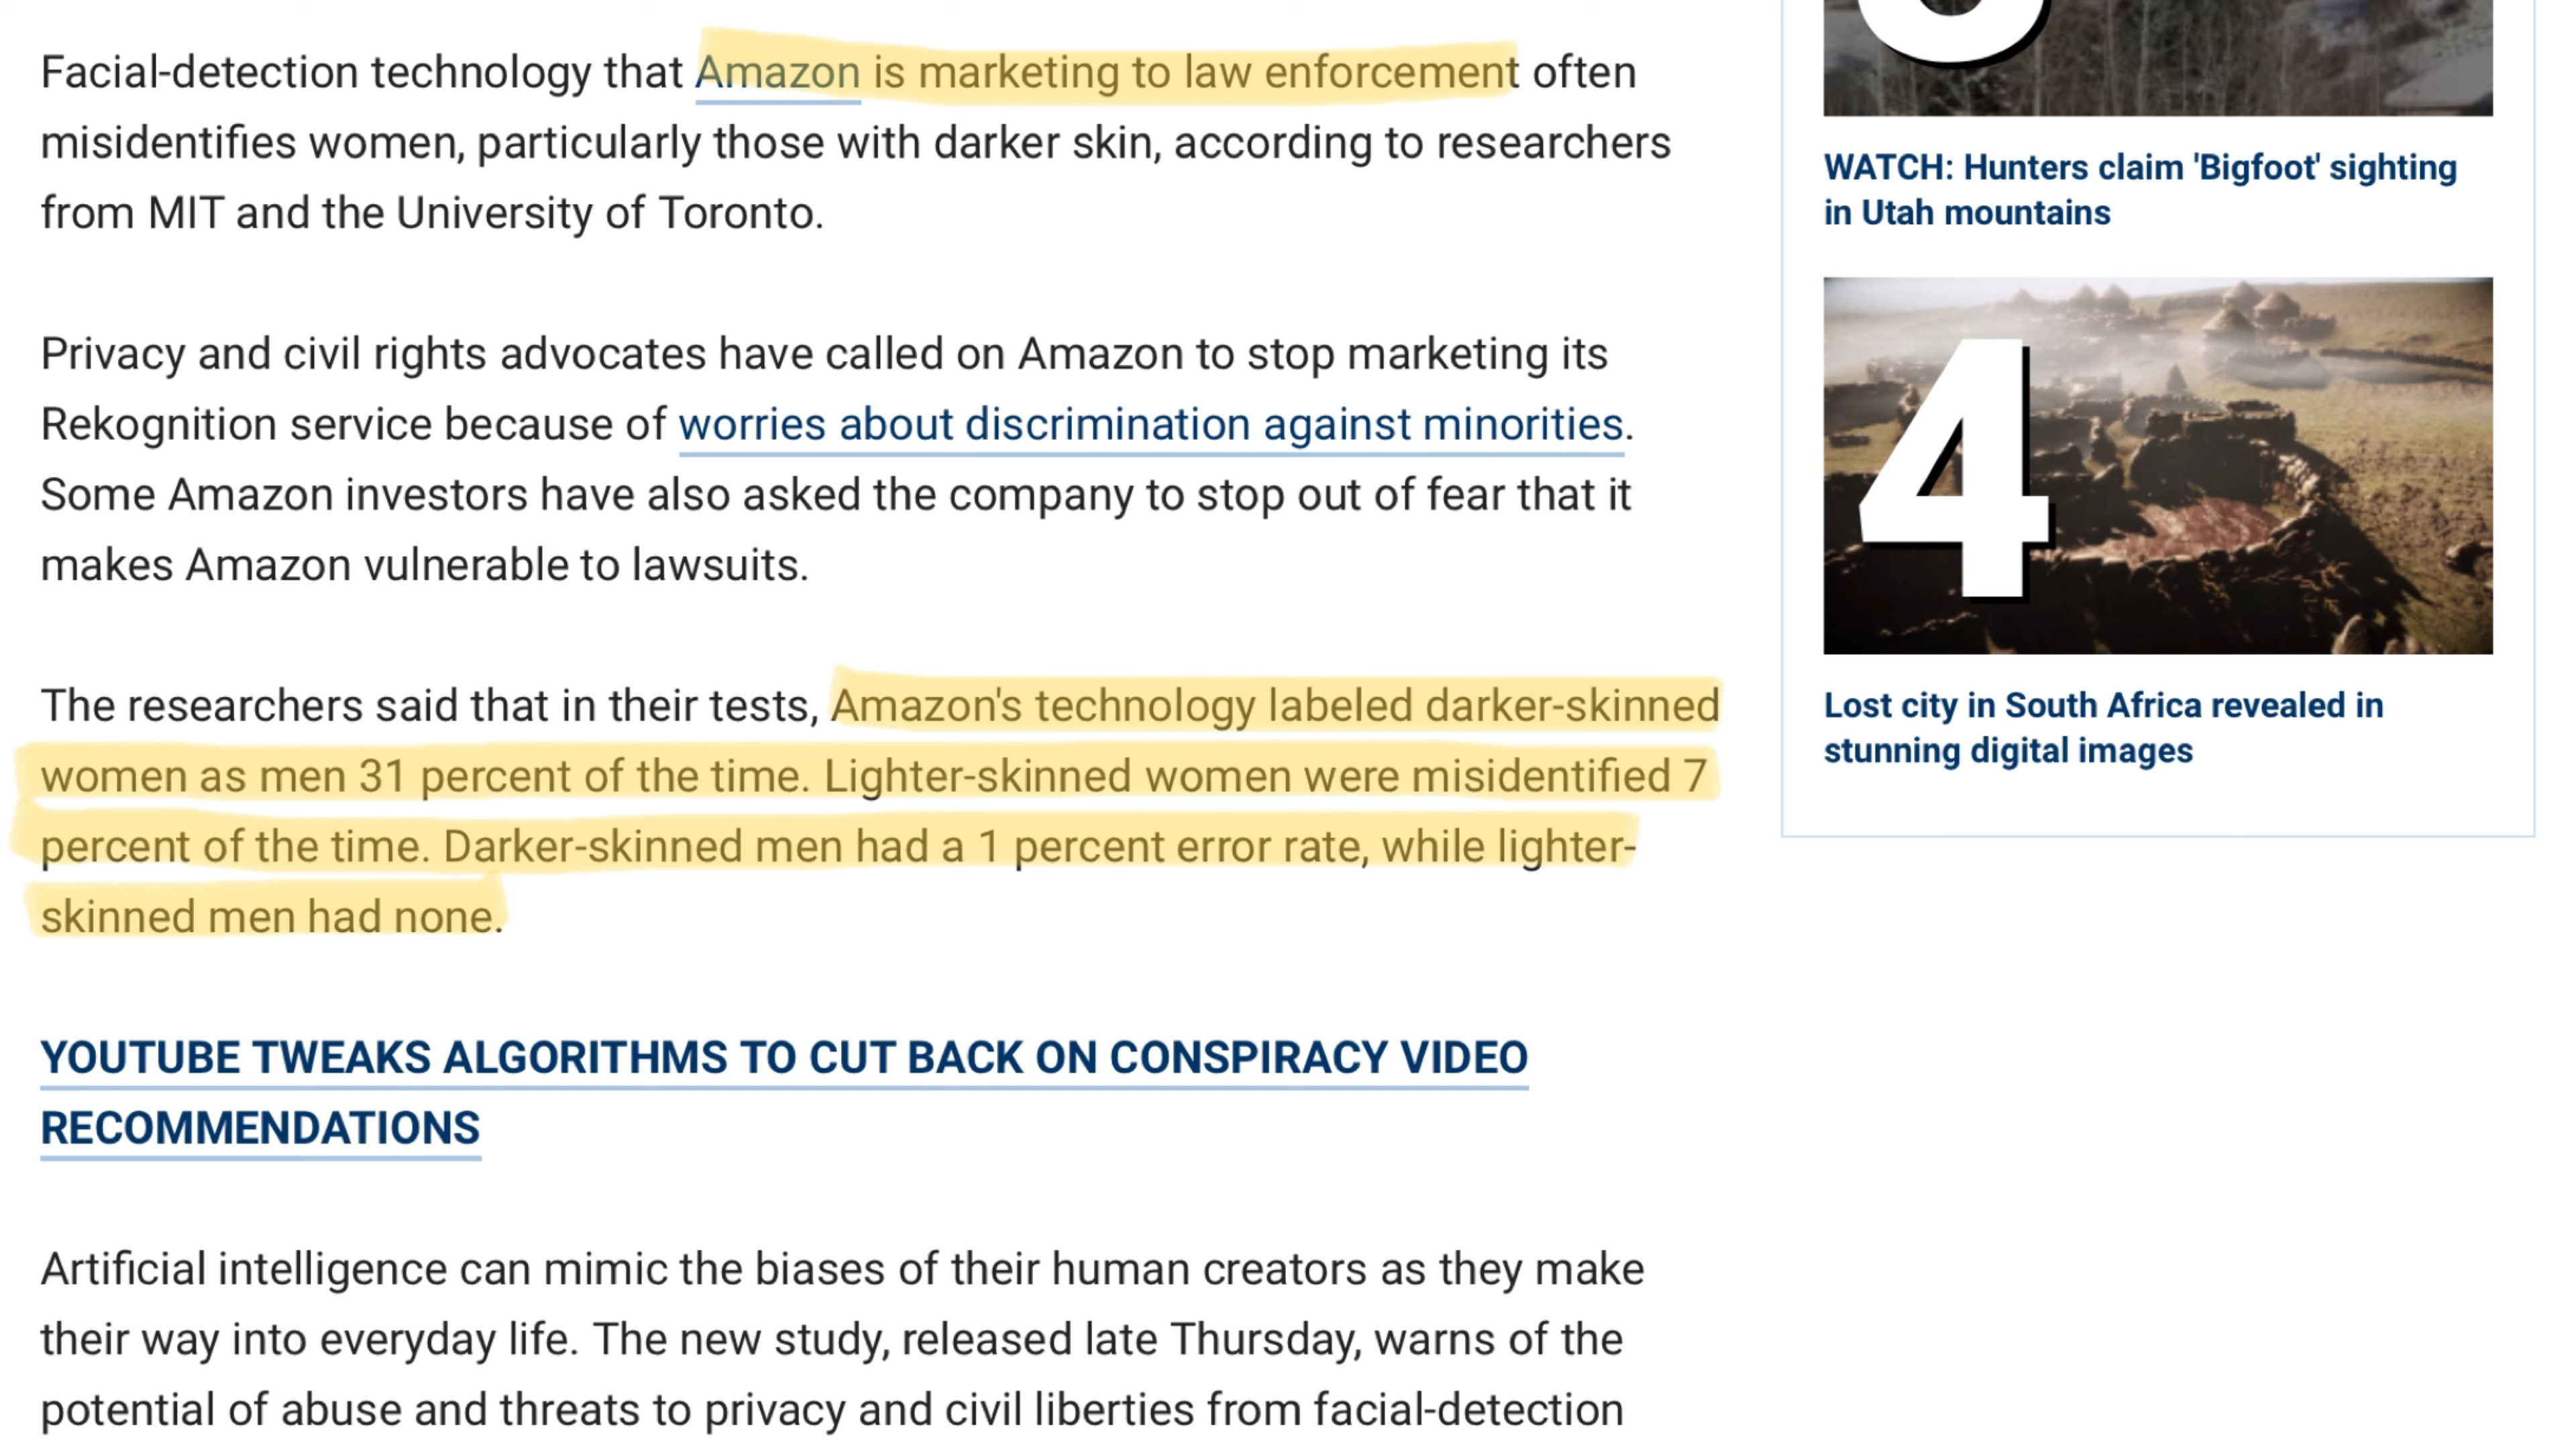 Facial-detection technology that Amazon is marketing to law enforcement often
misidentifies women, particularly those with darker skin, according to researchers
from MIT and the University of Toronto.
Privacy and civil rights advocates have called on Amazon to stop marketing its
Rekognition service because of worries about discrimination against minorities.
Some Amazon investors have also asked the company to stop out of fear that it
makes Amazon vulnerable to lawsuits.
The researchers said that in their tests, Amazon's technology labeled darker-skinned
women as men 31 percent of the time. Lighter-skinned women were misidentified 7
percent of the time. Darker-skinned men had a 1 percent error rate, while lighter-
skinned men had none.
YOUTUBE TWEAKS ALGORITHMS TO CUT BACK ON CONSPIRACY VIDEO
RECOMMENDATIONS
Artificial intelligence can mimic the biases of their human creators as they make
their way into everyday life. The new study, released late Thursday, warns of the
potential of abuse and threats to privacy and civil liberties from facial-detection
WATCH: Hunters claim 'Bigfoot' sighting
in Utah mountains
4
Lost city in South Africa revealed in
stunning digital images